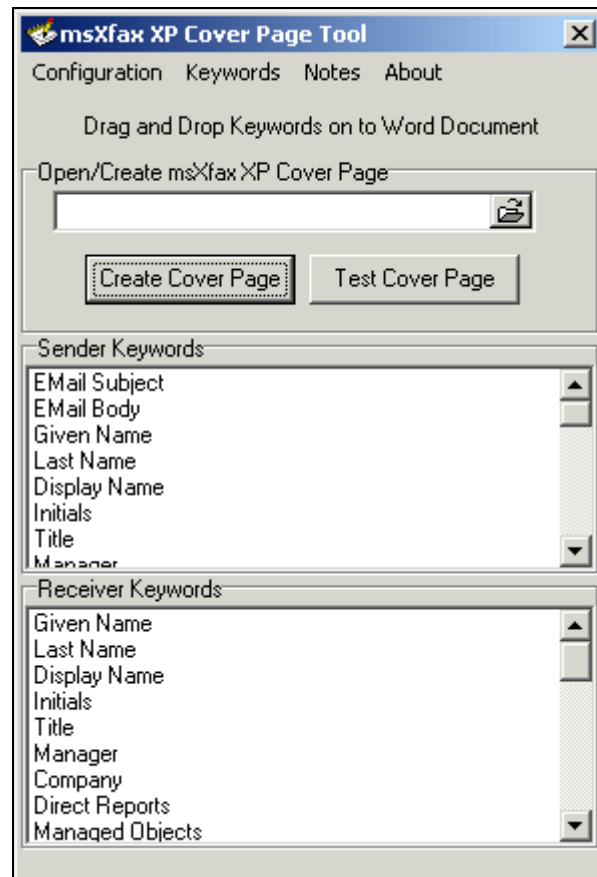 msXfax XP Cover Page Tool
Configuration Keywords Notes About
Drag and Drop Keywords on to Word Document
Open/Create msXfax XP Cover Page
Create Cover Page Test Cover Page
Sender Keywords
EMail Subject
EMail Body
Given Name
Last Name
Display Name
Initials
Title
Manager
Receiver Keywords
Given Name
Last Name
Display Name
Initials
Title
Manager
Company
Direct Reports
Managed Objects